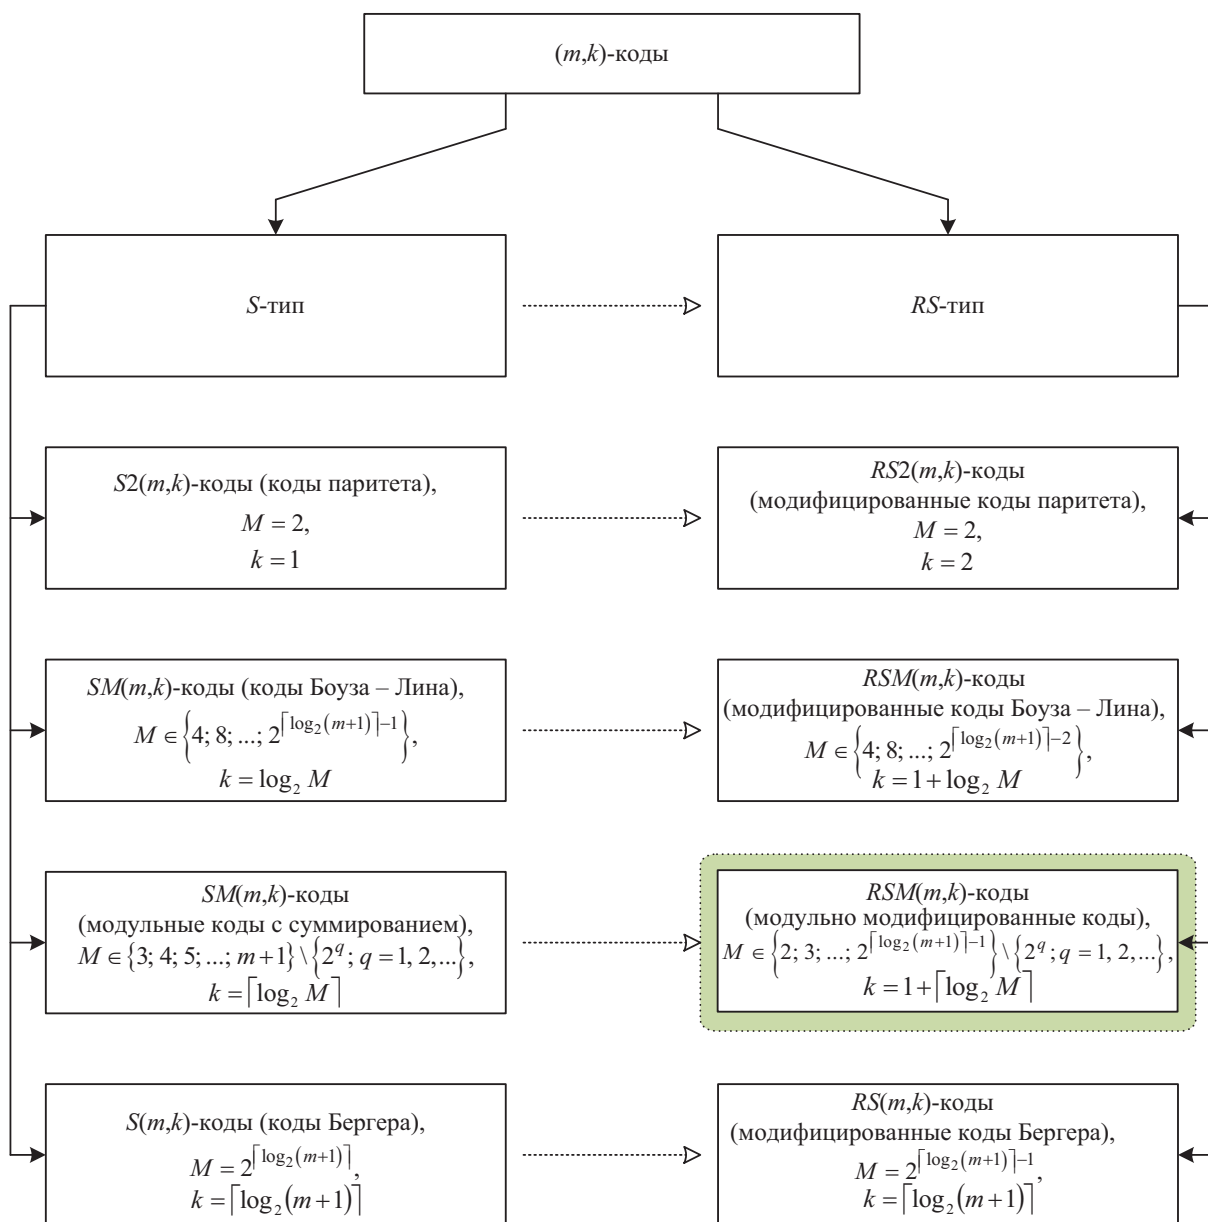 (m,k)-коды
S-тип
RS-тип
S2(m,k)-коды (коды паритета),
M = 2,
k = 1
RS2(m,k)-коды
(модифицированные коды паритета),
M = 2,
k = 2
SM(m,k)-коды (коды Боуза – Лина),
M ∈ {4; 8; ...; 2^{⌈log₂(m+1)⌉−1}},
k = log₂ M
RSM(m,k)-коды
(модифицированные коды Боуза – Лина),
M ∈ {4; 8; ...; 2^{⌈log₂(m+1)⌉−2}},
k = 1 + log₂ M
SM(m,k)-коды
(модульные коды с суммированием),
M ∈ {3; 4; 5; ...; m+1} \ {2^q; q = 1, 2,...},
k = ⌈log₂ M⌉
RSM(m,k)-коды
(модульно модифицированные коды),
M ∈ {2; 3; ...; 2^{⌈log₂(m+1)⌉−1}} \ {2^q; q = 1, 2,...},
k = 1 + ⌈log₂ M⌉
S(m,k)-коды (коды Бергера),
M = 2^{⌈log₂(m+1)⌉},
k = ⌈log₂(m+1)⌉
RS(m,k)-коды
(модифицированные коды Бергера),
M = 2^{⌈log₂(m+1)⌉−1},
k = ⌈log₂(m+1)⌉